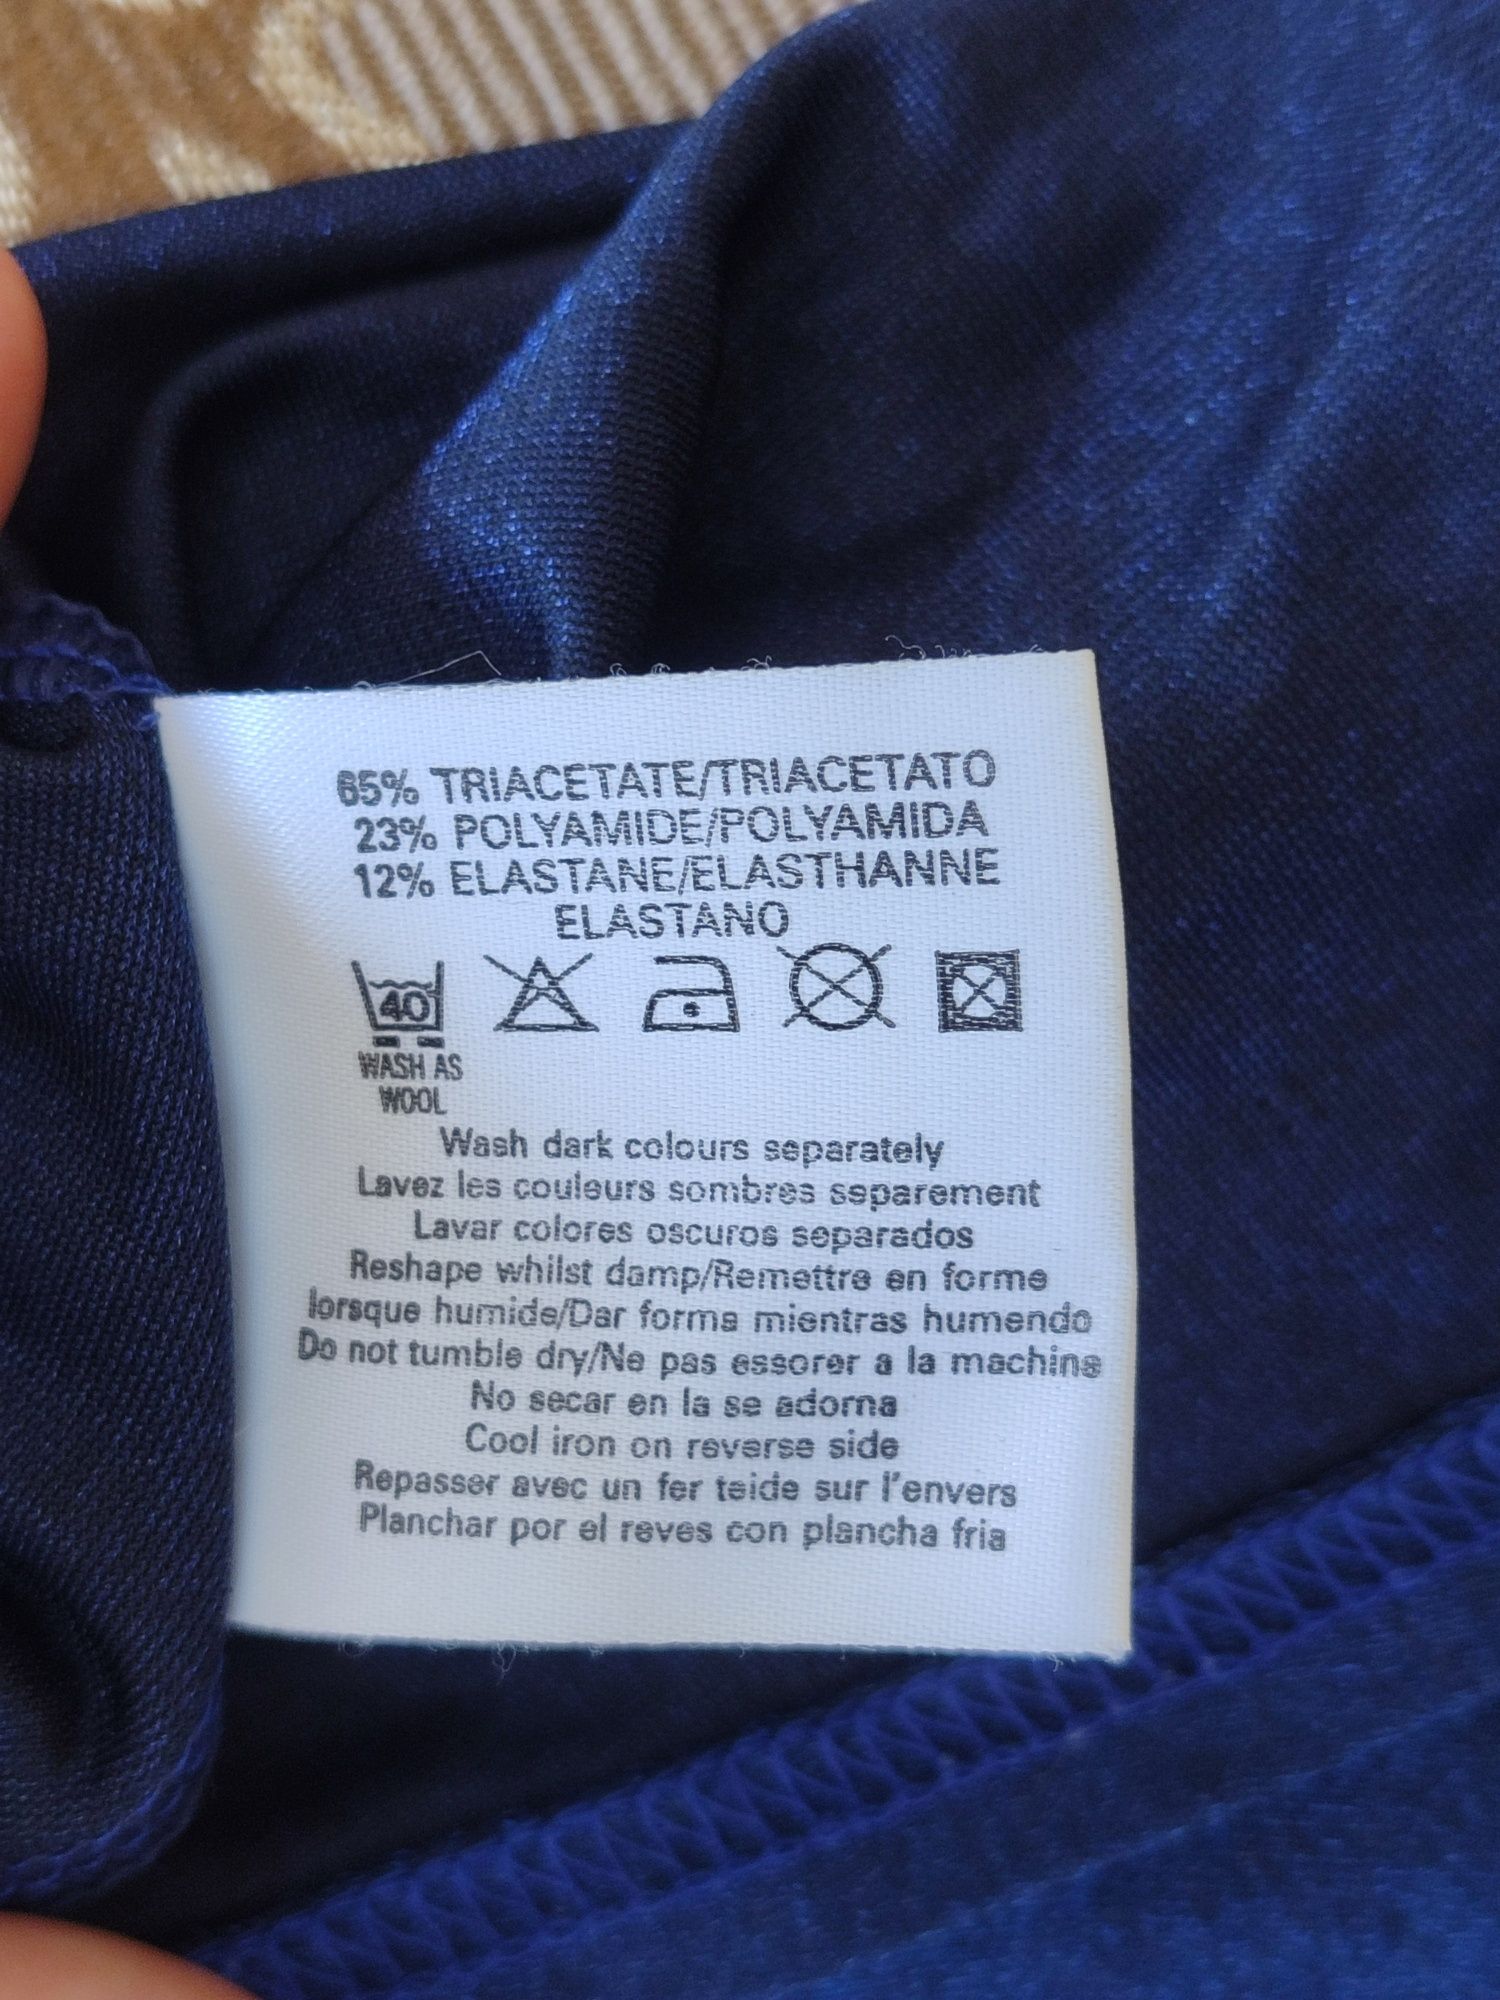 65% TRIACETATE/TRIACETATO
23% POLYAMIDE/POLYAMIDA
12% ELASTANE/ELASTHANNE
ELASTANO
40
WASH AS
WOOL
Wash dark colours separately
Lavez les couleurs sombres separement
Lavar colores oscuros separados
Reshape whilst damp/Remettre en forme
lorsque humide/Dar forma mientras humendo
Do not tumble dry/Ne pas essorer a la machine
No secar en la se adorna
Cool iron on reverse side
Repasser avec un fer teide sur l'envers
Planchar por el reves con plancha fria